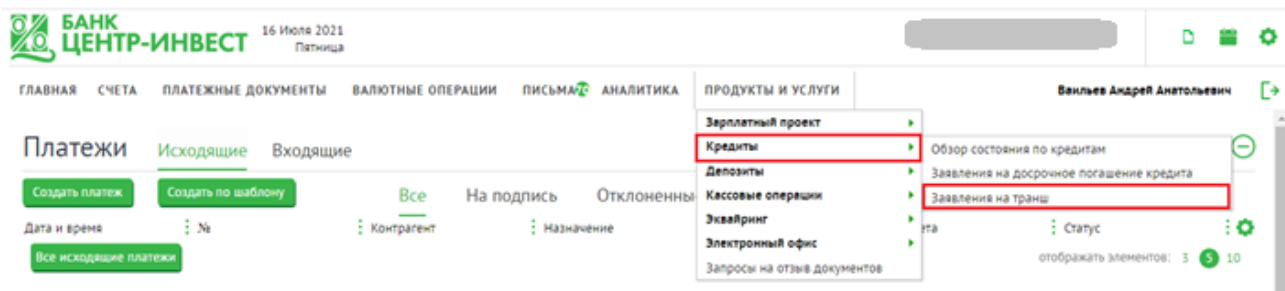 БАНК
ЦЕНТР-ИНВЕСТ
16 Июля 2021
Пятница
ГЛАВНАЯ СЧЕТА ПЛАТЕЖНЫЕ ДОКУМЕНТЫ ВАЛЮТНЫЕ ОПЕРАЦИИ ПИСЬМА АНАЛИТИКА ПРОДУКТЫ И УСЛУГИ Ваильев Андрей Анатольевич
Зарплатный проект
Платежи Исходящие Входящие
Кредиты
Обзор состояния по кредитам
Депозиты
Заявления на досрочное погашение кредита
Создать платеж Создать по шаблону Все На подпись Отклоненны
Кассовые операции
Заявления на транш
Эквайринг
Дата и время № Контрагент Назначение ета Статус
Электронный офис
Все исходящие платежи
Запросы на отзыв документов
отображать элементов: 3 5 10